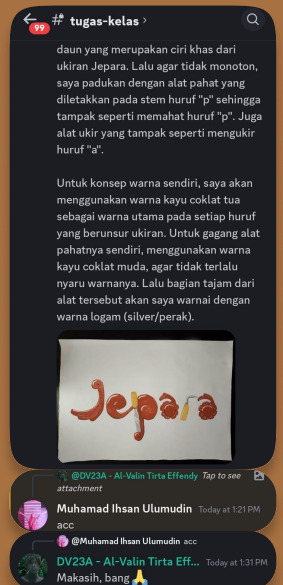 99
# tugas-kelas >
daun yang merupakan ciri khas dari
ukiran Jepara. Lalu agar tidak monoton,
saya padukan dengan alat pahat yang
diletakkan pada stem huruf "p" sehingga
tampak seperti memahat huruf "p". Juga
alat ukir yang tampak seperti mengukir
huruf "a".
Untuk konsep warna sendiri, saya akan
menggunakan warna kayu coklat tua
sebagai warna utama pada setiap huruf
yang berunsur ukiran. Untuk gagang alat
pahatnya sendiri, menggunakan warna
kayu coklat muda, agar tidak terlalu
nyaru warnanya. Lalu bagian tajam dari
alat tersebut akan saya warnai dengan
warna logam (silver/perak).
Jepara
@DV23A - Al-Valin Tirta Effendy Tap to see
attachment
Muhamad Ihsan Ulumudin Today at 1:21 PM
acc
@Muhamad Ihsan Ulumudin acc
DV23A - Al-Valin Tirta Eff... Today at 1:31 PM
Makasih, bang 🙏